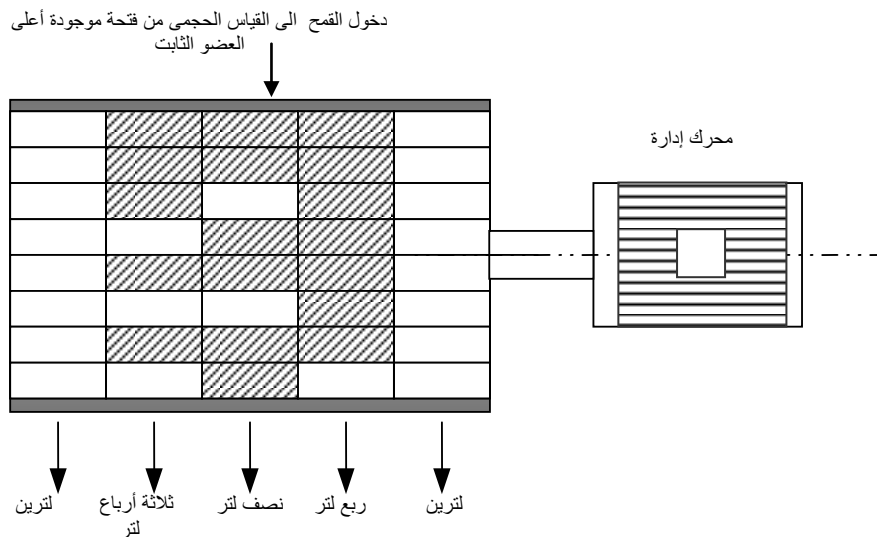 دخول القمح الى القياس الحجمى من فتحة موجودة أعلى
العضو الثابت
محرك إدارة
لترين
ربع لتر
نصف لتر
ثلاثة أرباع
لتر
لترين